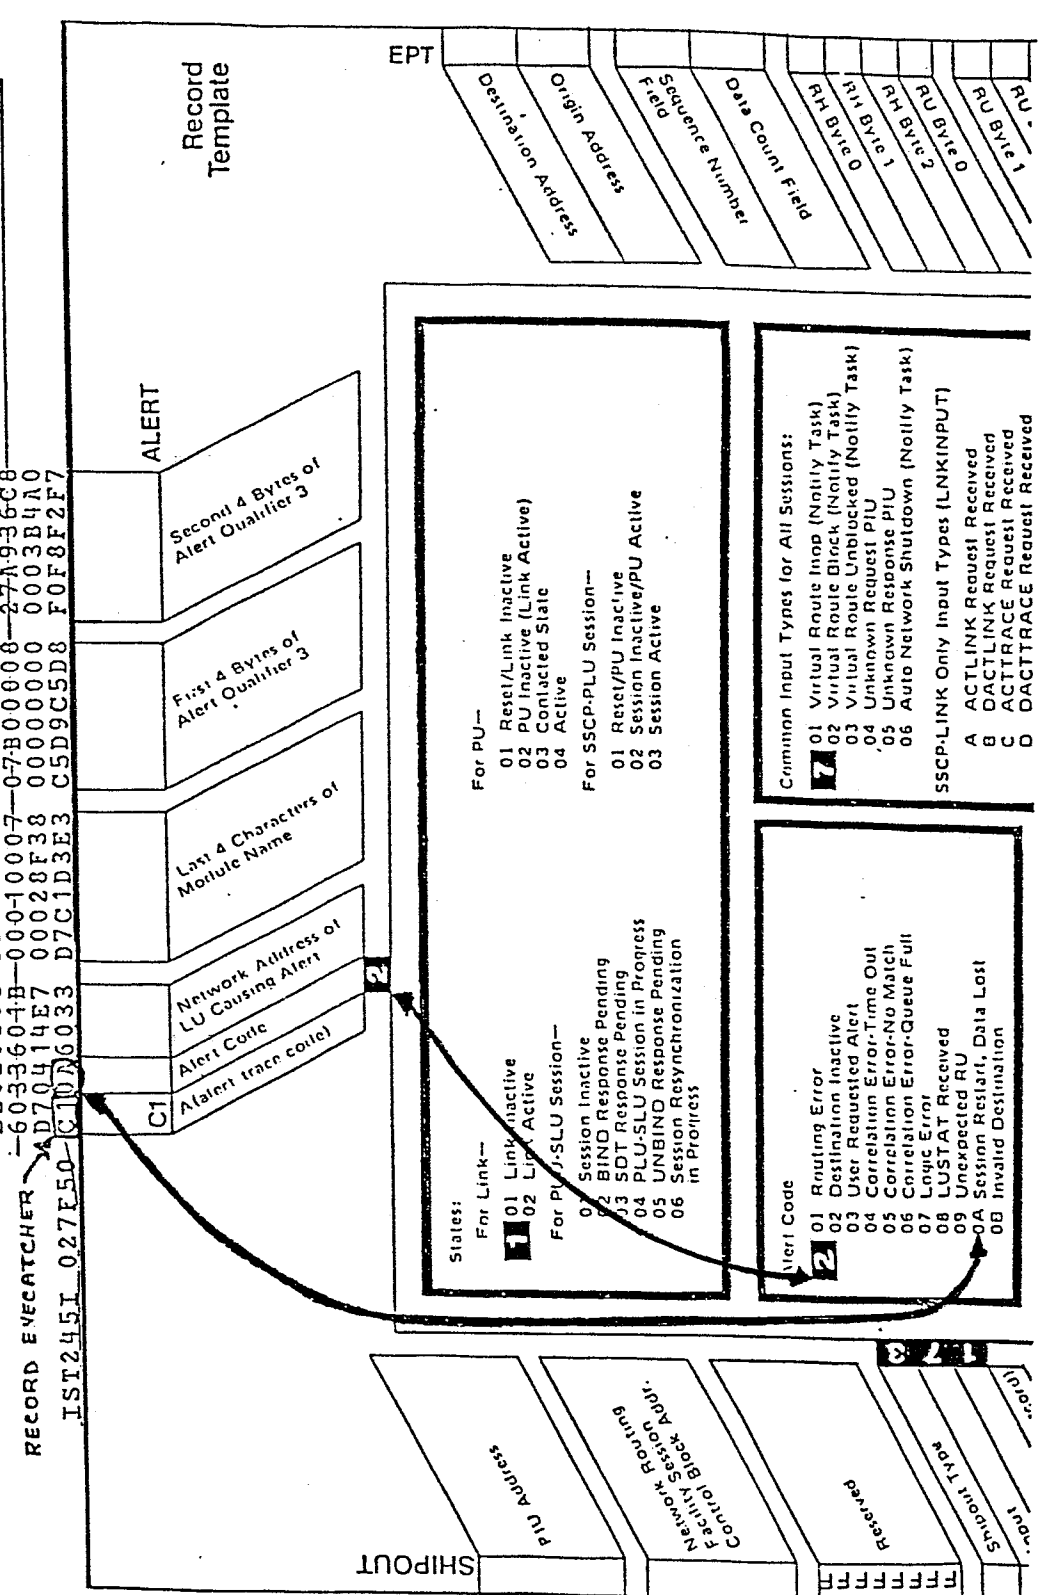 6033601B 00010007 07B00008 27A936C8
RECORD EYECATCHER
D70414E7 00028F38 00000000 0003B4A0
IST245I 027F50 C10A6033 D7C1D3E3 C5D9C5D8 F0F8F2F7
Record
Template
ALERT
C1
A(alert trace code)
Alert Code
Network Address of
LU Causing Alert
Last 4 Characters of
Module Name
First 4 Bytes of
Alert Qualifier 3
Second 4 Bytes of
Alert Qualifier 3
EPT
Destination Address
Origin Address
Sequence Number
Field
Data Count Field
RH Byte 0
RH Byte 1
RH Byte 2
RU Byte 0
RU Byte 1
RU
2
States:
For Link—
1 01 Link Inactive
02 Link Active
For PLU-SLU Session—
01 Session Inactive
02 BIND Response Pending
03 SDT Response Pending
04 PLU-SLU Session in Progress
05 UNBIND Response Pending
06 Session Resynchronization
in Progress
For PU—
01 Reset/Link Inactive
02 PU Inactive (Link Active)
03 Contacted State
04 Active
For SSCP-PLU Session—
01 Reset/PU Inactive
02 Session Inactive/PU Active
03 Session Active
Alert Code
2 01 Routing Error
02 Destination Inactive
03 User Requested Alert
04 Correlation Error-Time Out
05 Correlation Error-No Match
06 Correlation Error-Queue Full
07 Logic Error
08 LUSTAT Received
09 Unexpected RU
0A Session Restart, Data Lost
0B Invalid Destination
Common Input Types for All Sessions:
7 01 Virtual Route Inop (Notify Task)
02 Virtual Route Block (Notify Task)
03 Virtual Route Unblocked (Notify Task)
04 Unknown Request PIU
05 Unknown Response PIU
06 Auto Network Shutdown (Notify Task)
SSCP-LINK Only Input Types (LNKINPUT)
A ACTLINK Request Received
B DACTLINK Request Received
C ACTTRACE Request Received
D DACTTRACE Request Received
SHIPOUT
PIU Address
Network Routing
Facility Session
Control Block Addr.
Reserved
Shipout Type
FFFFFFF